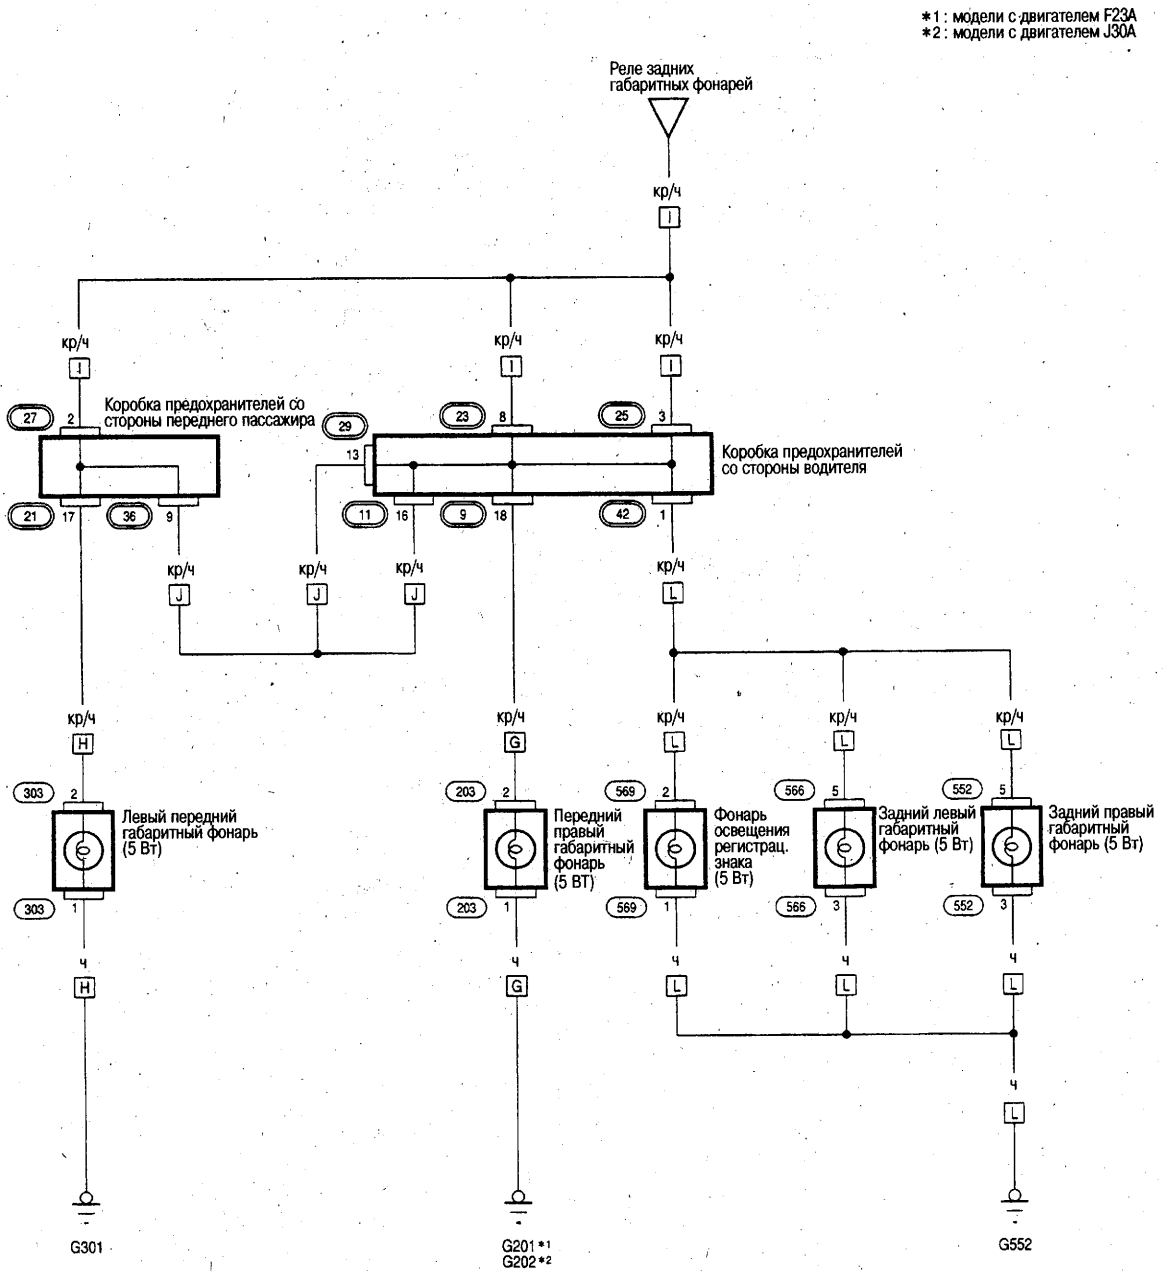 *1 : модели с двигателем F23A
*2 : модели с двигателем J30A
Реле задних
габаритных фонарей
кр/ч
I
кр/ч
кр/ч
кр/ч
I
I
I
27
2
Коробка предохранителей со
стороны переднего пассажира
29
23
8
25
3
13
Коробка предохранителей
со стороны водителя
21
17
36
9
11
16
9
18
42
1
кр/ч
кр/ч
кр/ч
кр/ч
J
J
J
L
кр/ч
кр/ч
кр/ч
кр/ч
кр/ч
H
G
L
L
L
303
2
203
2
569
2
566
5
552
5
Левый передний
габаритный фонарь
(5 Вт)
Передний
правый
габаритный
фонарь
(5 ВТ)
Фонарь
освещения
регистрац.
знака
(5 Вт)
Задний левый
габаритный
фонарь (5 Вт)
Задний правый
габаритный
фонарь (5 Вт)
303
1
203
1
569
1
566
3
552
3
ч
ч
ч
ч
ч
H
G
L
L
L
ч
L
G301
G201*1
G202*2
G552